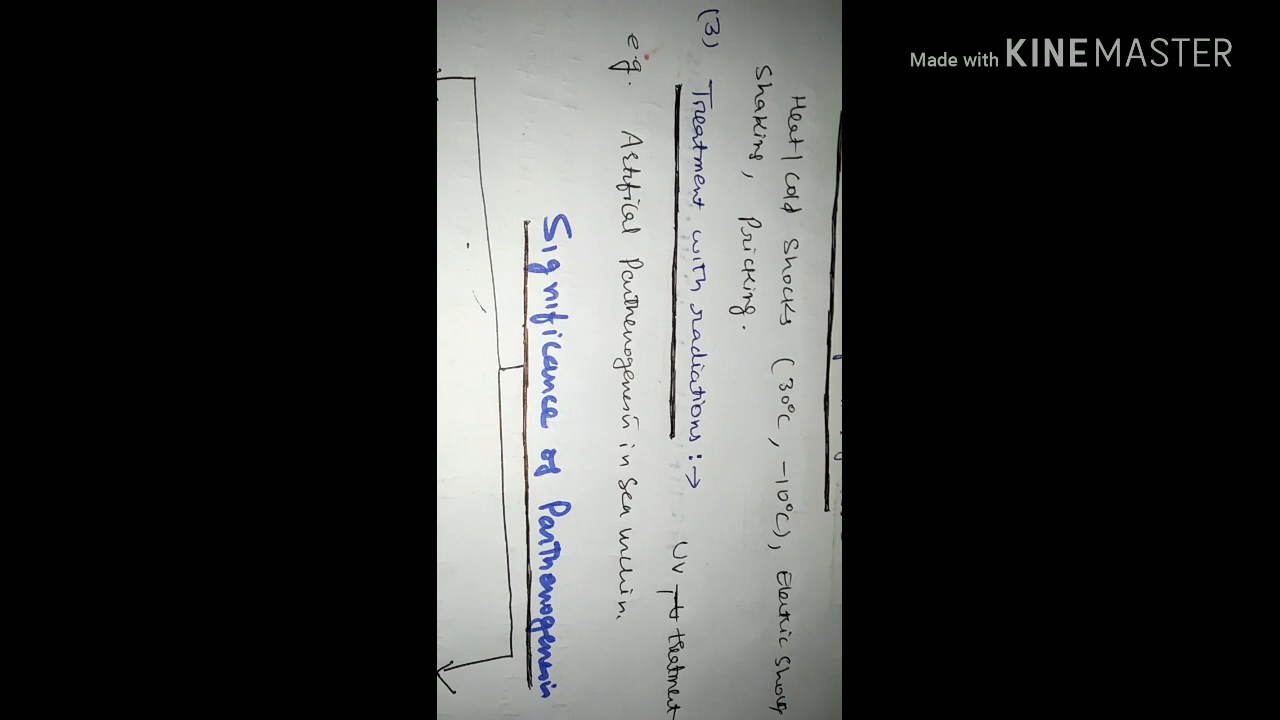 Made with KINEMASTER
Heat/cold shocks (30°C, -10°C), Electric shock
Shaking, Pricking.
(3) Treatment with radiations :→ UV treatment
e.g. Artifical Parthenogenesis in sea urchin.
Significance of Parthenogenesis